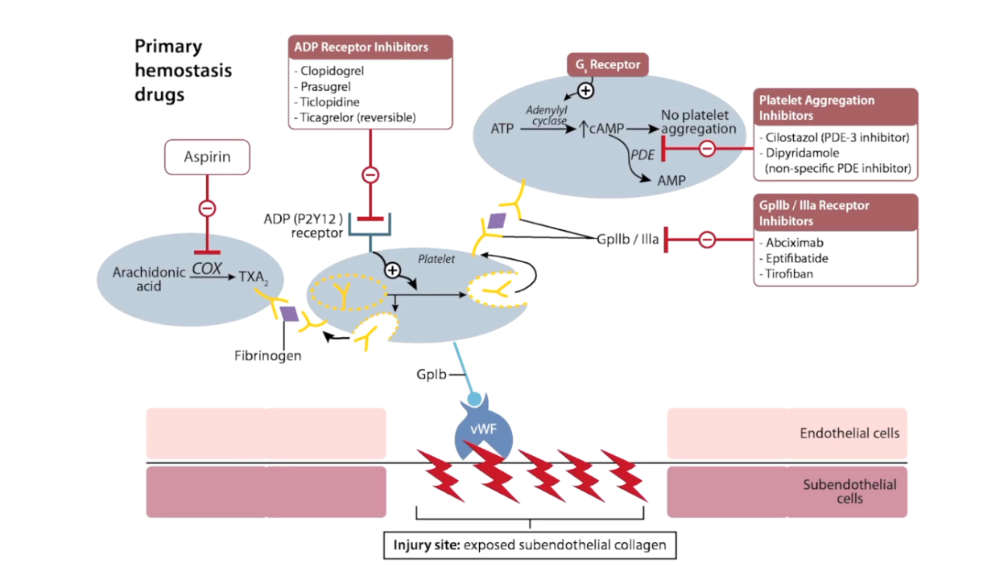 Primary
hemostasis
drugs
ADP Receptor Inhibitors
- Clopidogrel
- Prasugrel
- Ticlopidine
- Ticagrelor (reversible)
Gs Receptor
+
Adenylyl
cyclase
ATP
↑cAMP
No platelet
aggregation
PDE
AMP
Platelet Aggregation
Inhibitors
- Cilostazol (PDE-3 inhibitor)
- Dipyridamole
(non-specific PDE inhibitor)
Aspirin
ADP (P2Y12)
receptor
GpIIb / IIIa
GpIIb / IIIa Receptor
Inhibitors
- Abciximab
- Eptifibatide
- Tirofiban
Arachidonic
acid
COX
TXA2
Platelet
+
Fibrinogen
GpIb
vWF
Endothelial cells
Subendothelial
cells
Injury site: exposed subendothelial collagen